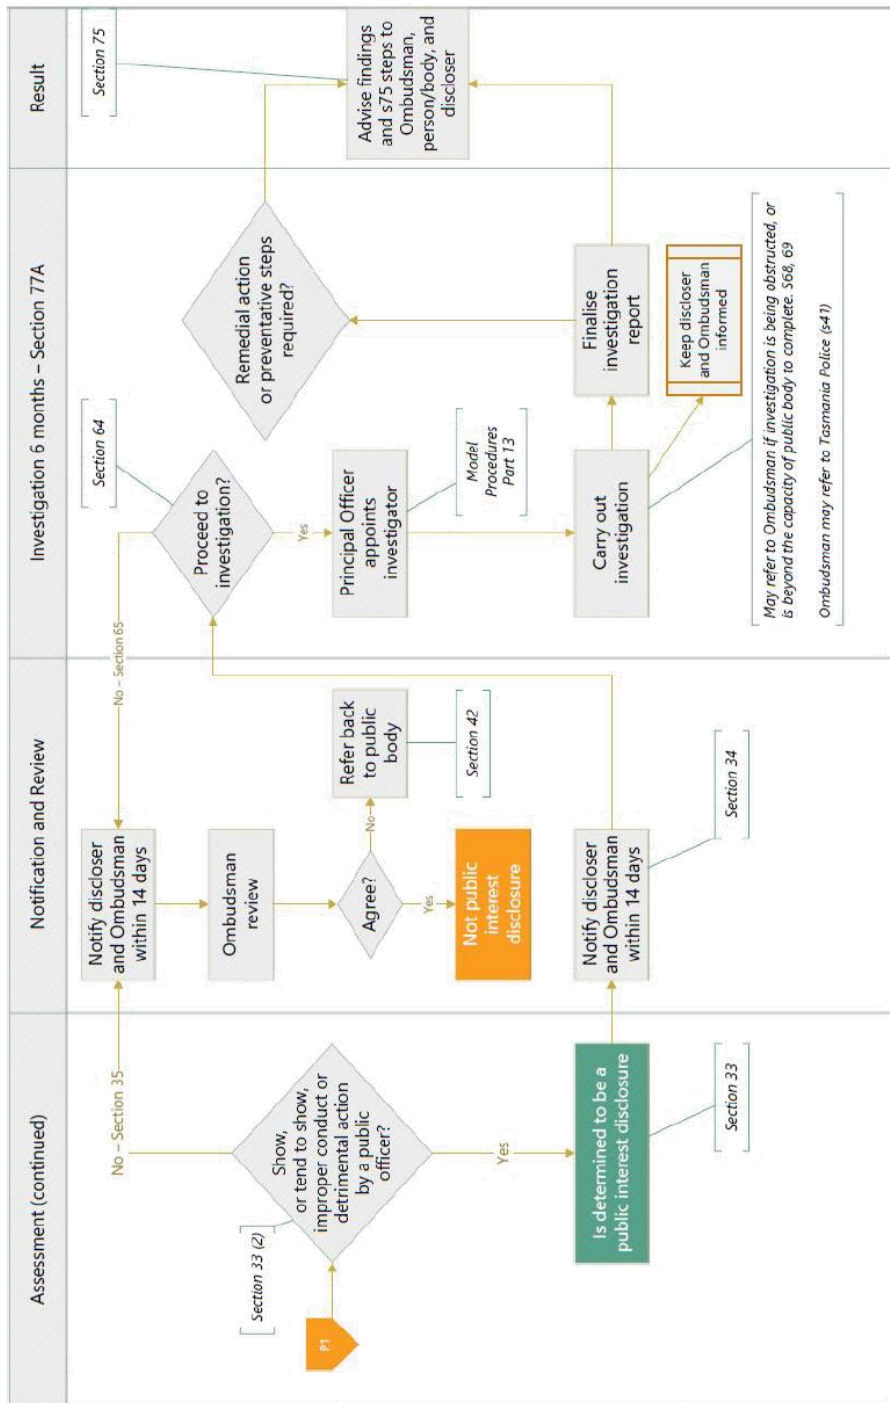 Assessment (continued)
Notification and Review
Investigation 6 months – Section 77A
Result
P1
Section 33 (2)
Show,
or tend to show,
improper conduct or
detrimental action
by a public
officer?
No – Section 35
Yes
Is determined to be a
public interest disclosure
Section 33
Notify discloser
and Ombudsman
within 14 days
Ombudsman
review
Agree?
No
Refer back
to public
body
Section 42
Yes
Not public
interest
disclosure
Notify discloser
and Ombudsman
within 14 days
Section 34
No – Section 65
Section 64
Proceed to
investigation?
Yes
Principal Officer
appoints
investigator
Model
Procedures
Part 13
Carry out
investigation
May refer to Ombudsman if investigation is being obstructed, or
is beyond the capacity of public body to complete. S68, 69
Ombudsman may refer to Tasmania Police (s41)
Keep discloser
and Ombudsman
informed
Finalise
investigation
report
Remedial action
or preventative steps
required?
Section 75
Advise findings
and s75 steps to
Ombudsman,
person/body, and
discloser